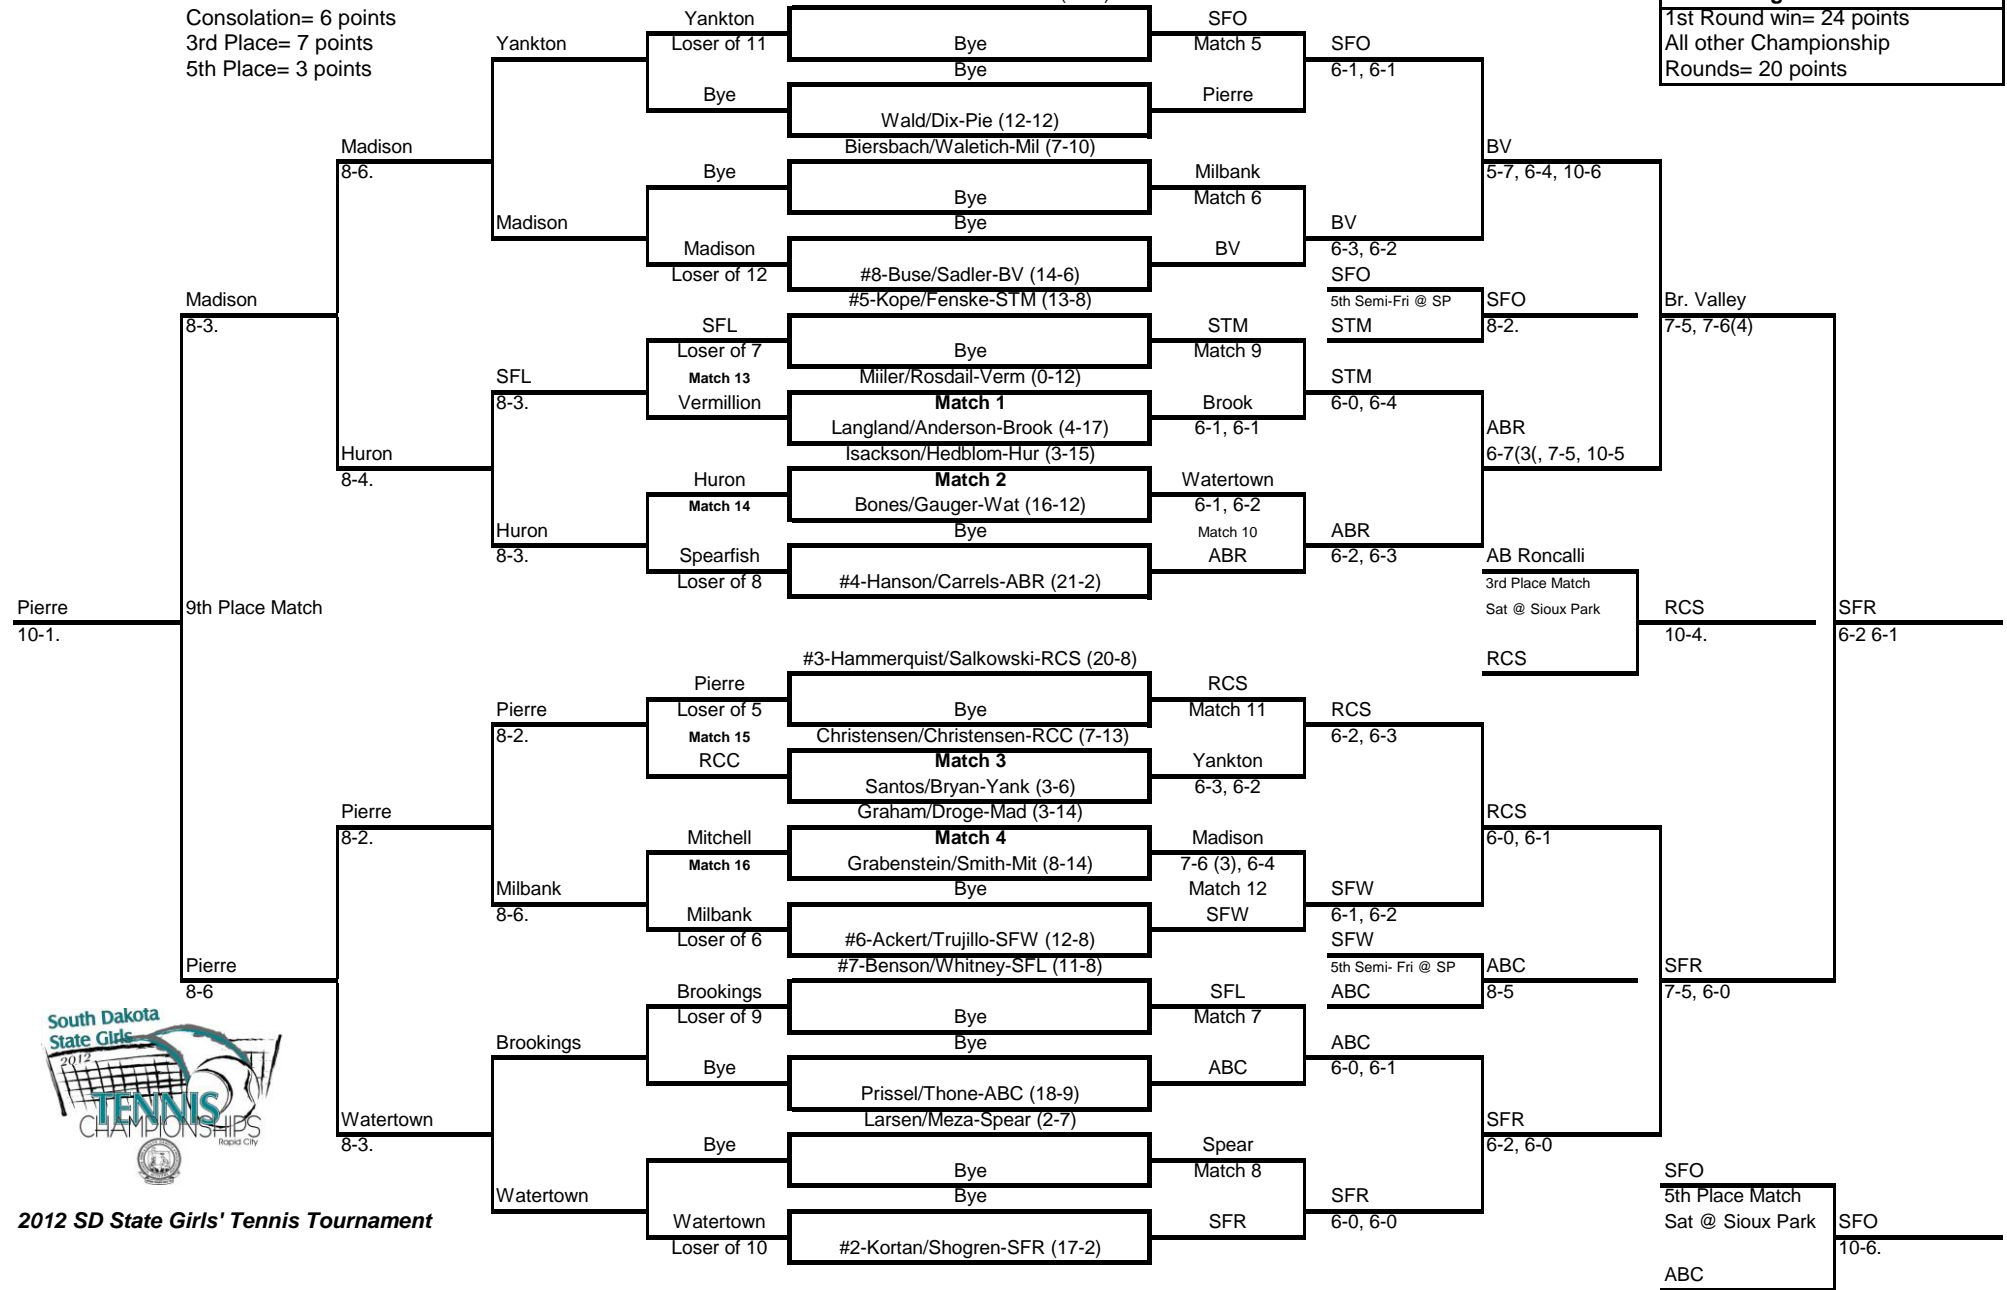 Consolation= 6 points
3rd Place= 7 points
5th Place= 3 points
1st Round win= 24 points
All other Championship
Rounds= 20 points
Yankton
Loser of 11
Bye
SFO
Match 5
Yankton
SFO
6-1, 6-1
Bye
Bye
Wald/Dix-Pie (12-12)
Pierre
Madison
8-6.
Biersbach/Waletich-Mil (7-10)
BV
5-7, 6-4, 10-6
Bye
Bye
Milbank
Match 6
Madison
Bye
BV
6-3, 6-2
Madison
Loser of 12
#8-Buse/Sadler-BV (14-6)
BV
SFO
5th Semi-Fri @ SP
STM
SFO
8-2.
Madison
8-3.
#5-Kope/Fenske-STM (13-8)
Br. Valley
7-5, 7-6(4)
SFL
Loser of 7
Bye
STM
Match 9
Match 13
Miiler/Rosdail-Verm (0-12)
SFL
8-3.
STM
6-0, 6-4
Vermillion
Match 1
Brook
Langland/Anderson-Brook (4-17)
6-1, 6-1
ABR
6-7(3(, 7-5, 10-5
Huron
8-4.
Isackson/Hedblom-Hur (3-15)
Huron
Match 2
Watertown
Match 14
Bones/Gauger-Wat (16-12)
6-1, 6-2
Huron
8-3.
Bye
Match 10
ABR
6-2, 6-3
Spearfish
Loser of 8
#4-Hanson/Carrels-ABR (21-2)
ABR
AB Roncalli
3rd Place Match
Sat @ Sioux Park
RCS
RCS
10-4.
Pierre
10-1.
9th Place Match
SFR
6-2 6-1
#3-Hammerquist/Salkowski-RCS (20-8)
Pierre
Loser of 5
Bye
RCS
Match 11
Pierre
8-2.
RCS
6-2, 6-3
Match 15
Christensen/Christensen-RCC (7-13)
RCC
Match 3
Yankton
Santos/Bryan-Yank (3-6)
6-3, 6-2
Pierre
8-2.
Graham/Droge-Mad (3-14)
RCS
6-0, 6-1
Mitchell
Match 4
Madison
Match 16
Grabenstein/Smith-Mit (8-14)
7-6 (3), 6-4
Milbank
8-6.
Bye
Match 12
SFW
6-1, 6-2
Milbank
Loser of 6
#6-Ackert/Trujillo-SFW (12-8)
SFW
SFW
5th Semi- Fri @ SP
ABC
ABC
8-5
Pierre
8-6
#7-Benson/Whitney-SFL (11-8)
SFR
7-5, 6-0
Brookings
Loser of 9
Bye
SFL
Match 7
Brookings
Bye
ABC
6-0, 6-1
Bye
Prissel/Thone-ABC (18-9)
ABC
Watertown
8-3.
Larsen/Meza-Spear (2-7)
SFR
6-2, 6-0
Bye
Bye
Spear
Match 8
Watertown
Bye
SFR
6-0, 6-0
Watertown
Loser of 10
#2-Kortan/Shogren-SFR (17-2)
SFR
SFO
5th Place Match
Sat @ Sioux Park
ABC
SFO
10-6.
South Dakota
State Girls
2012
TENNIS
CHAMPIONSHIPS
Rapid City
2012 SD State Girls' Tennis Tournament